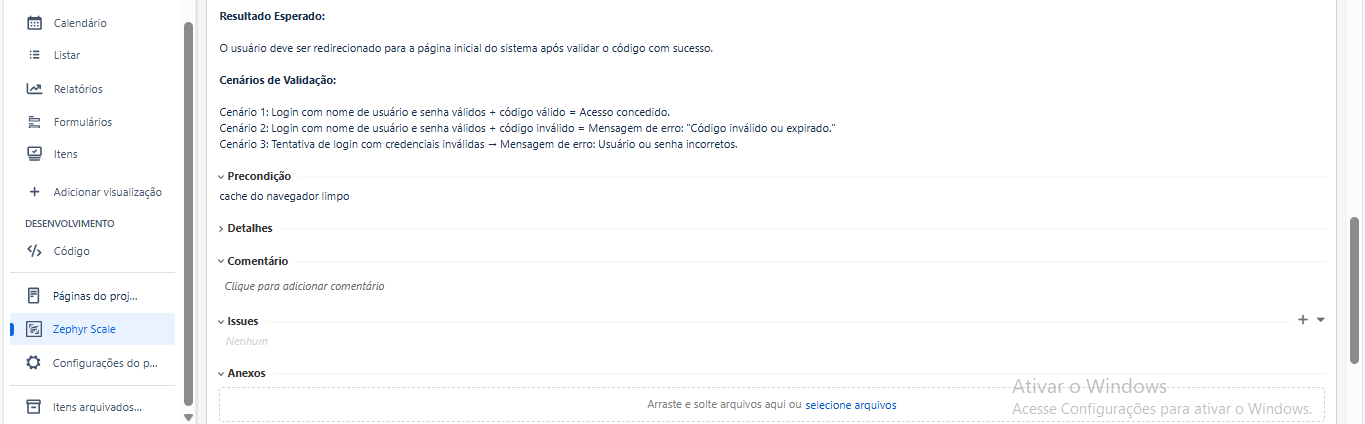 Calendário
Listar
Relatórios
Formulários
Itens
Adicionar visualização
DESENVOLVIMENTO
Código
Páginas do proj...
Zephyr Scale
Configurações do p...
Itens arquivados...
Resultado Esperado:
O usuário deve ser redirecionado para a página inicial do sistema após validar o código com sucesso.
Cenários de Validação:
Cenário 1: Login com nome de usuário e senha válidos + código válido = Acesso concedido.
Cenário 2: Login com nome de usuário e senha válidos + código inválido = Mensagem de erro: "Código inválido ou expirado."
Cenário 3: Tentativa de login com credenciais inválidas → Mensagem de erro: Usuário ou senha incorretos.
Precondição
cache do navegador limpo
Detalhes
Comentário
Clique para adicionar comentário
Issues
Nenhum
Anexos
Arraste e solte arquivos aqui ou selecione arquivos
Ativar o Windows
Acesse Configurações para ativar o Windows.